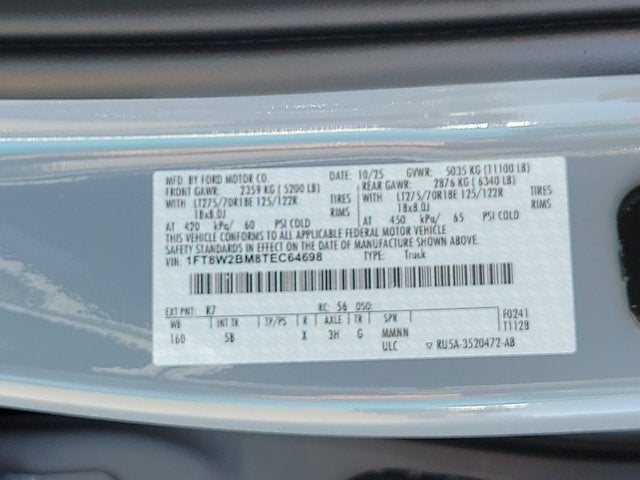 MFD. BY FORD MOTOR CO. DATE: 10/25 GVWR: 5035 KG (11100 LB)
FRONT GAWR: 2359 KG (5200 LB) REAR GAWR: 2876 KG (6340 LB)
WITH LT275/70R18E 125/122R TIRES WITH LT275/70R18E 125/122R TIRES
18x8.0J RIMS 18x8.0J RIMS
AT 420 kPa/ 60 PSI COLD AT 450 kPa/ 65 PSI COLD
THIS VEHICLE CONFORMS TO ALL APPLICABLE FEDERAL MOTOR VEHICLE
SAFETY STANDARDS IN EFFECT ON THE DATE OF MANUFACTURE SHOWN ABOVE.
VIN: 1FT8W2BM8TEC64698 TYPE: Truck
EXT PNT: R7 RC: 56 DSO: F0241
WB INT TR TP/PS R AXLE TR SPR T1128
160 5B X 3H G MMNN
ULC RU5A-3520472-AB